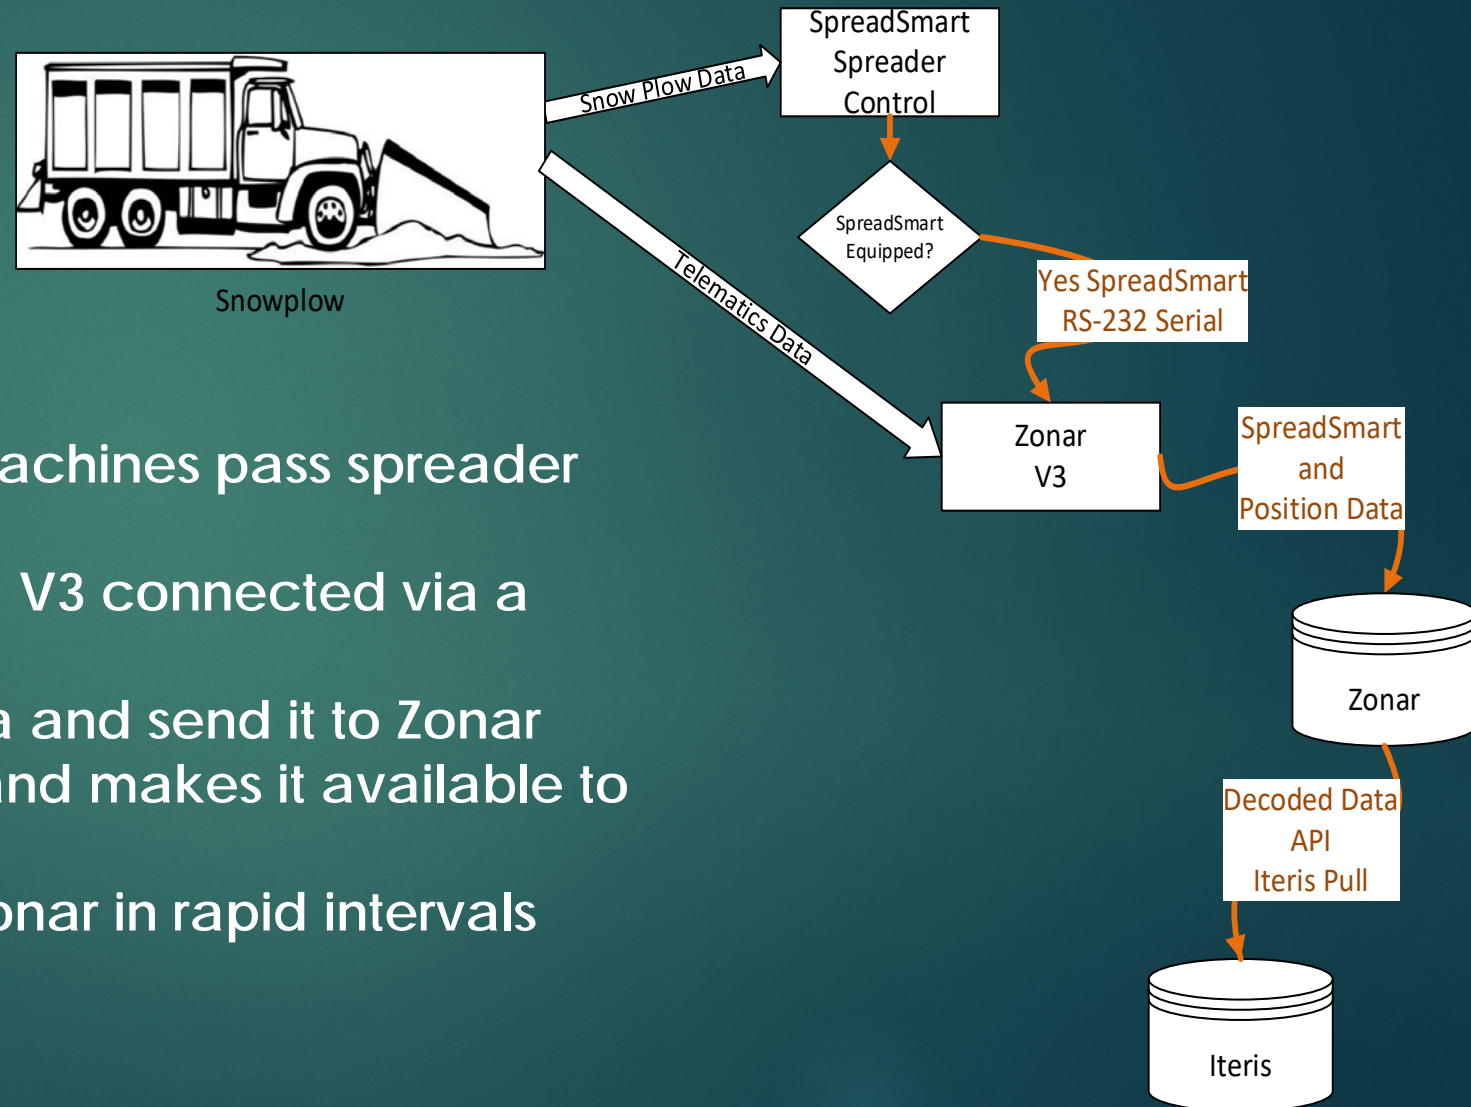 SpreadSmart
Spreader
Control
Snow Plow Data
SpreadSmart
Equipped?
Snowplow
Telematics Data
Yes SpreadSmart
RS-232 Serial
Zonar
V3
SpreadSmart
and
Position Data
achines pass spreader
V3 connected via a
a and send it to Zonar
and makes it available to
onar in rapid intervals
Zonar
Decoded Data
API
Iteris Pull
Iteris